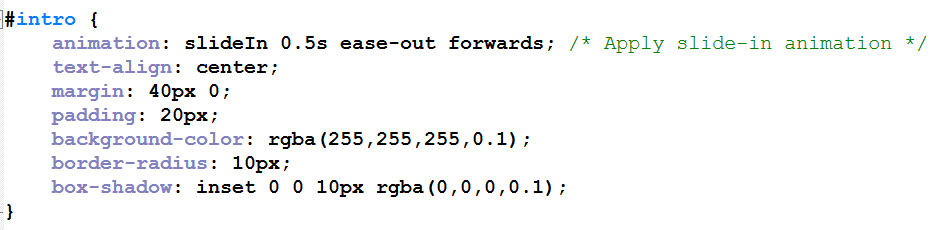 #intro {
    animation: slideIn 0.5s ease-out forwards; /* Apply slide-in animation */
    text-align: center;
    margin: 40px 0;
    padding: 20px;
    background-color: rgba(255,255,255,0.1);
    border-radius: 10px;
    box-shadow: inset 0 0 10px rgba(0,0,0,0.1);
}